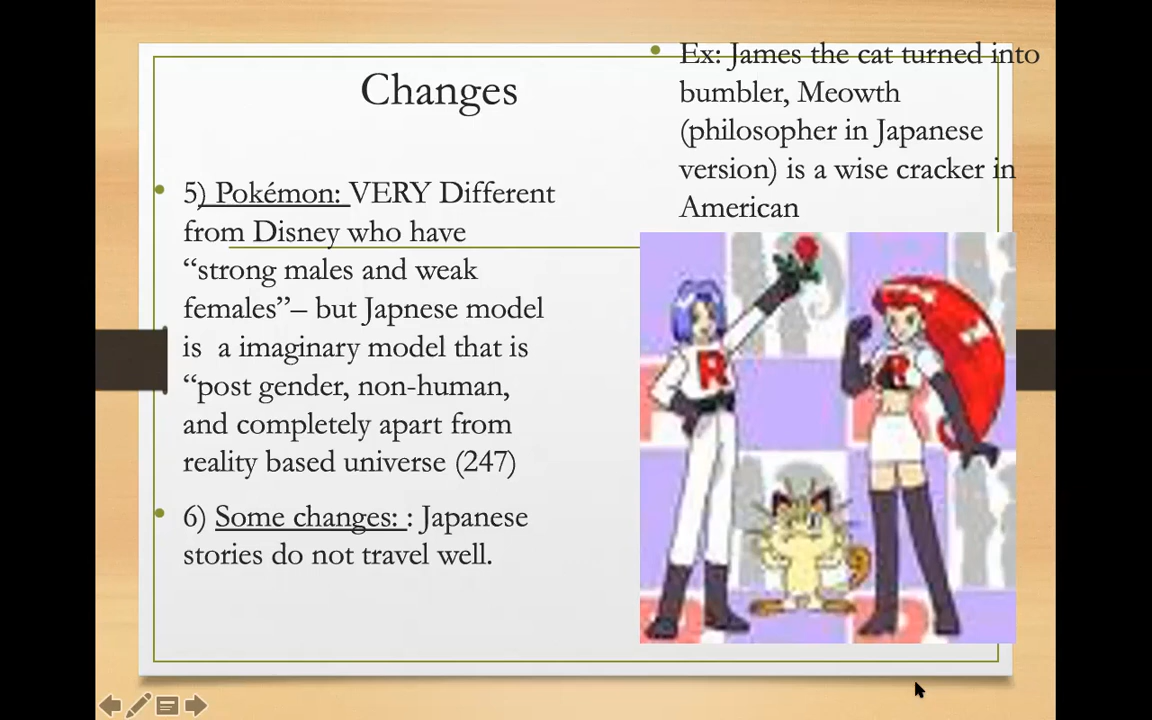 Changes
5) Pokémon: VERY Different
from Disney who have
“strong males and weak
females”– but Japnese model
is  a imaginary model that is
“post gender, non-human,
and completely apart from
reality based universe (247)
6) Some changes: : Japanese
stories do not travel well.
Ex: James the cat turned into
bumbler, Meowth
(philosopher in Japanese
version) is a wise cracker in
American
R
R